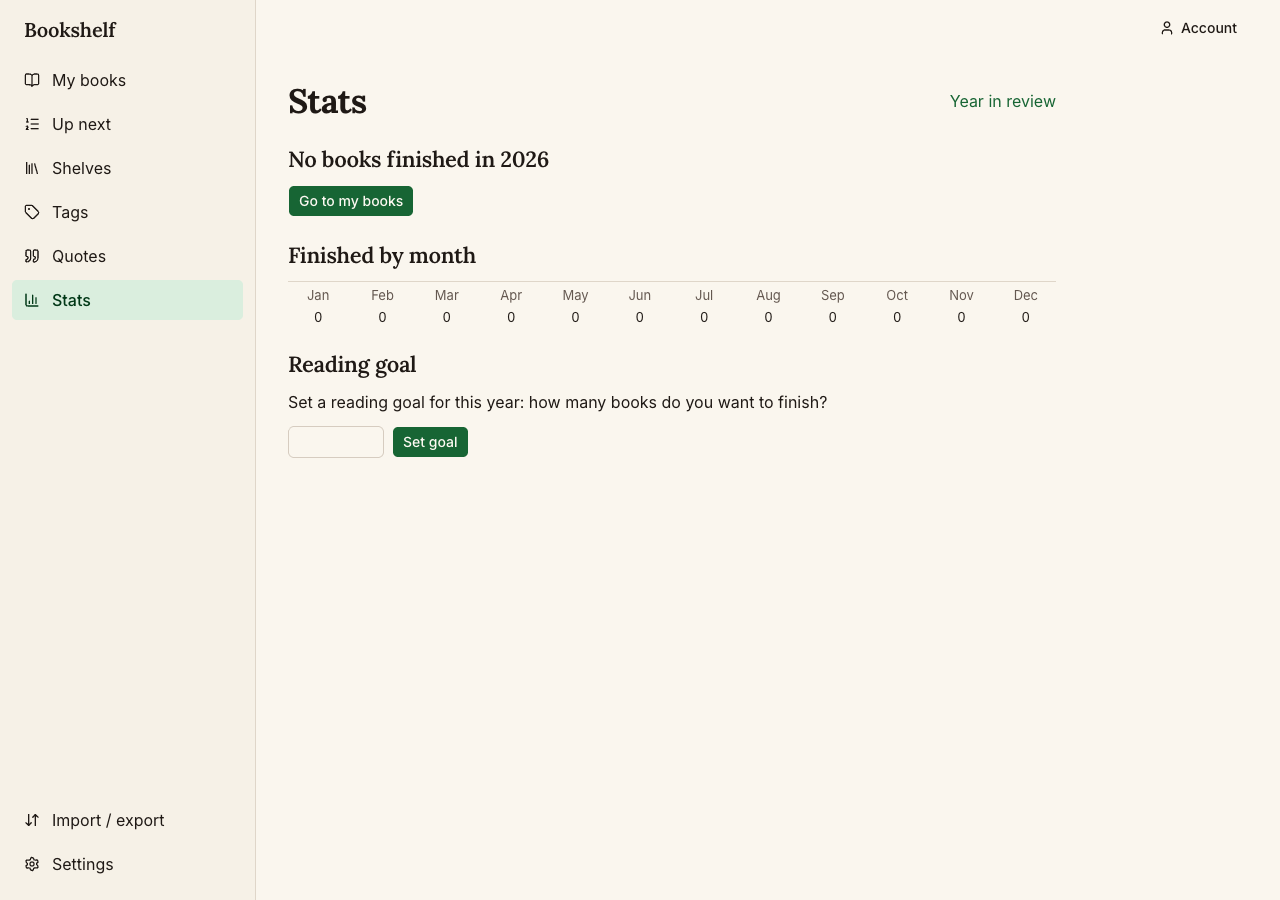 Bookshelf
My books
Up next
Shelves
Tags
Quotes
Stats
Import / export
Settings
Account
Stats
Year in review
No books finished in 2026
Go to my books
Finished by month
Jan Feb Mar Apr May Jun Jul Aug Sep Oct Nov Dec
0 0 0 0 0 0 0 0 0 0 0 0
Reading goal
Set a reading goal for this year: how many books do you want to finish?
Set goal